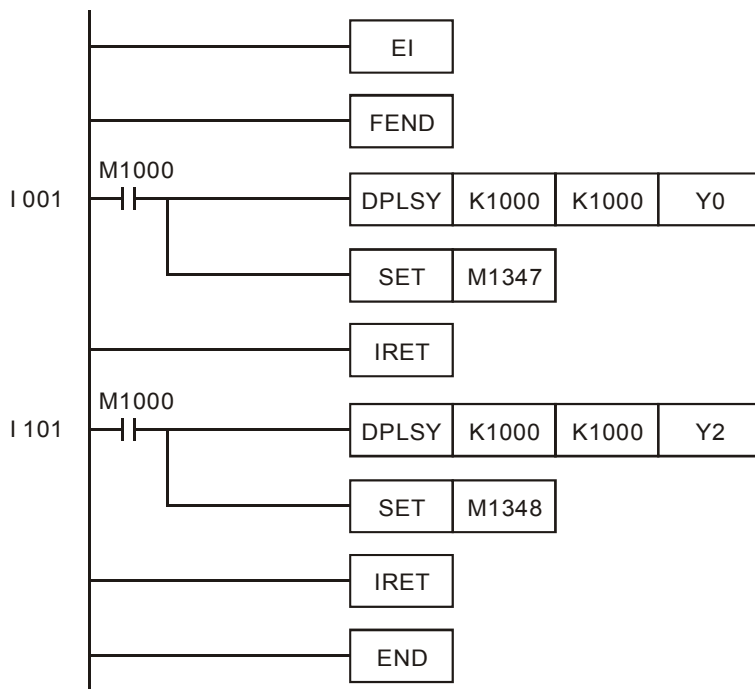 EI
FEND
M1000
I 001
DPLSY K1000 K1000 Y0
SET M1347
IRET
M1000
I 101
DPLSY K1000 K1000 Y2
SET M1348
IRET
END